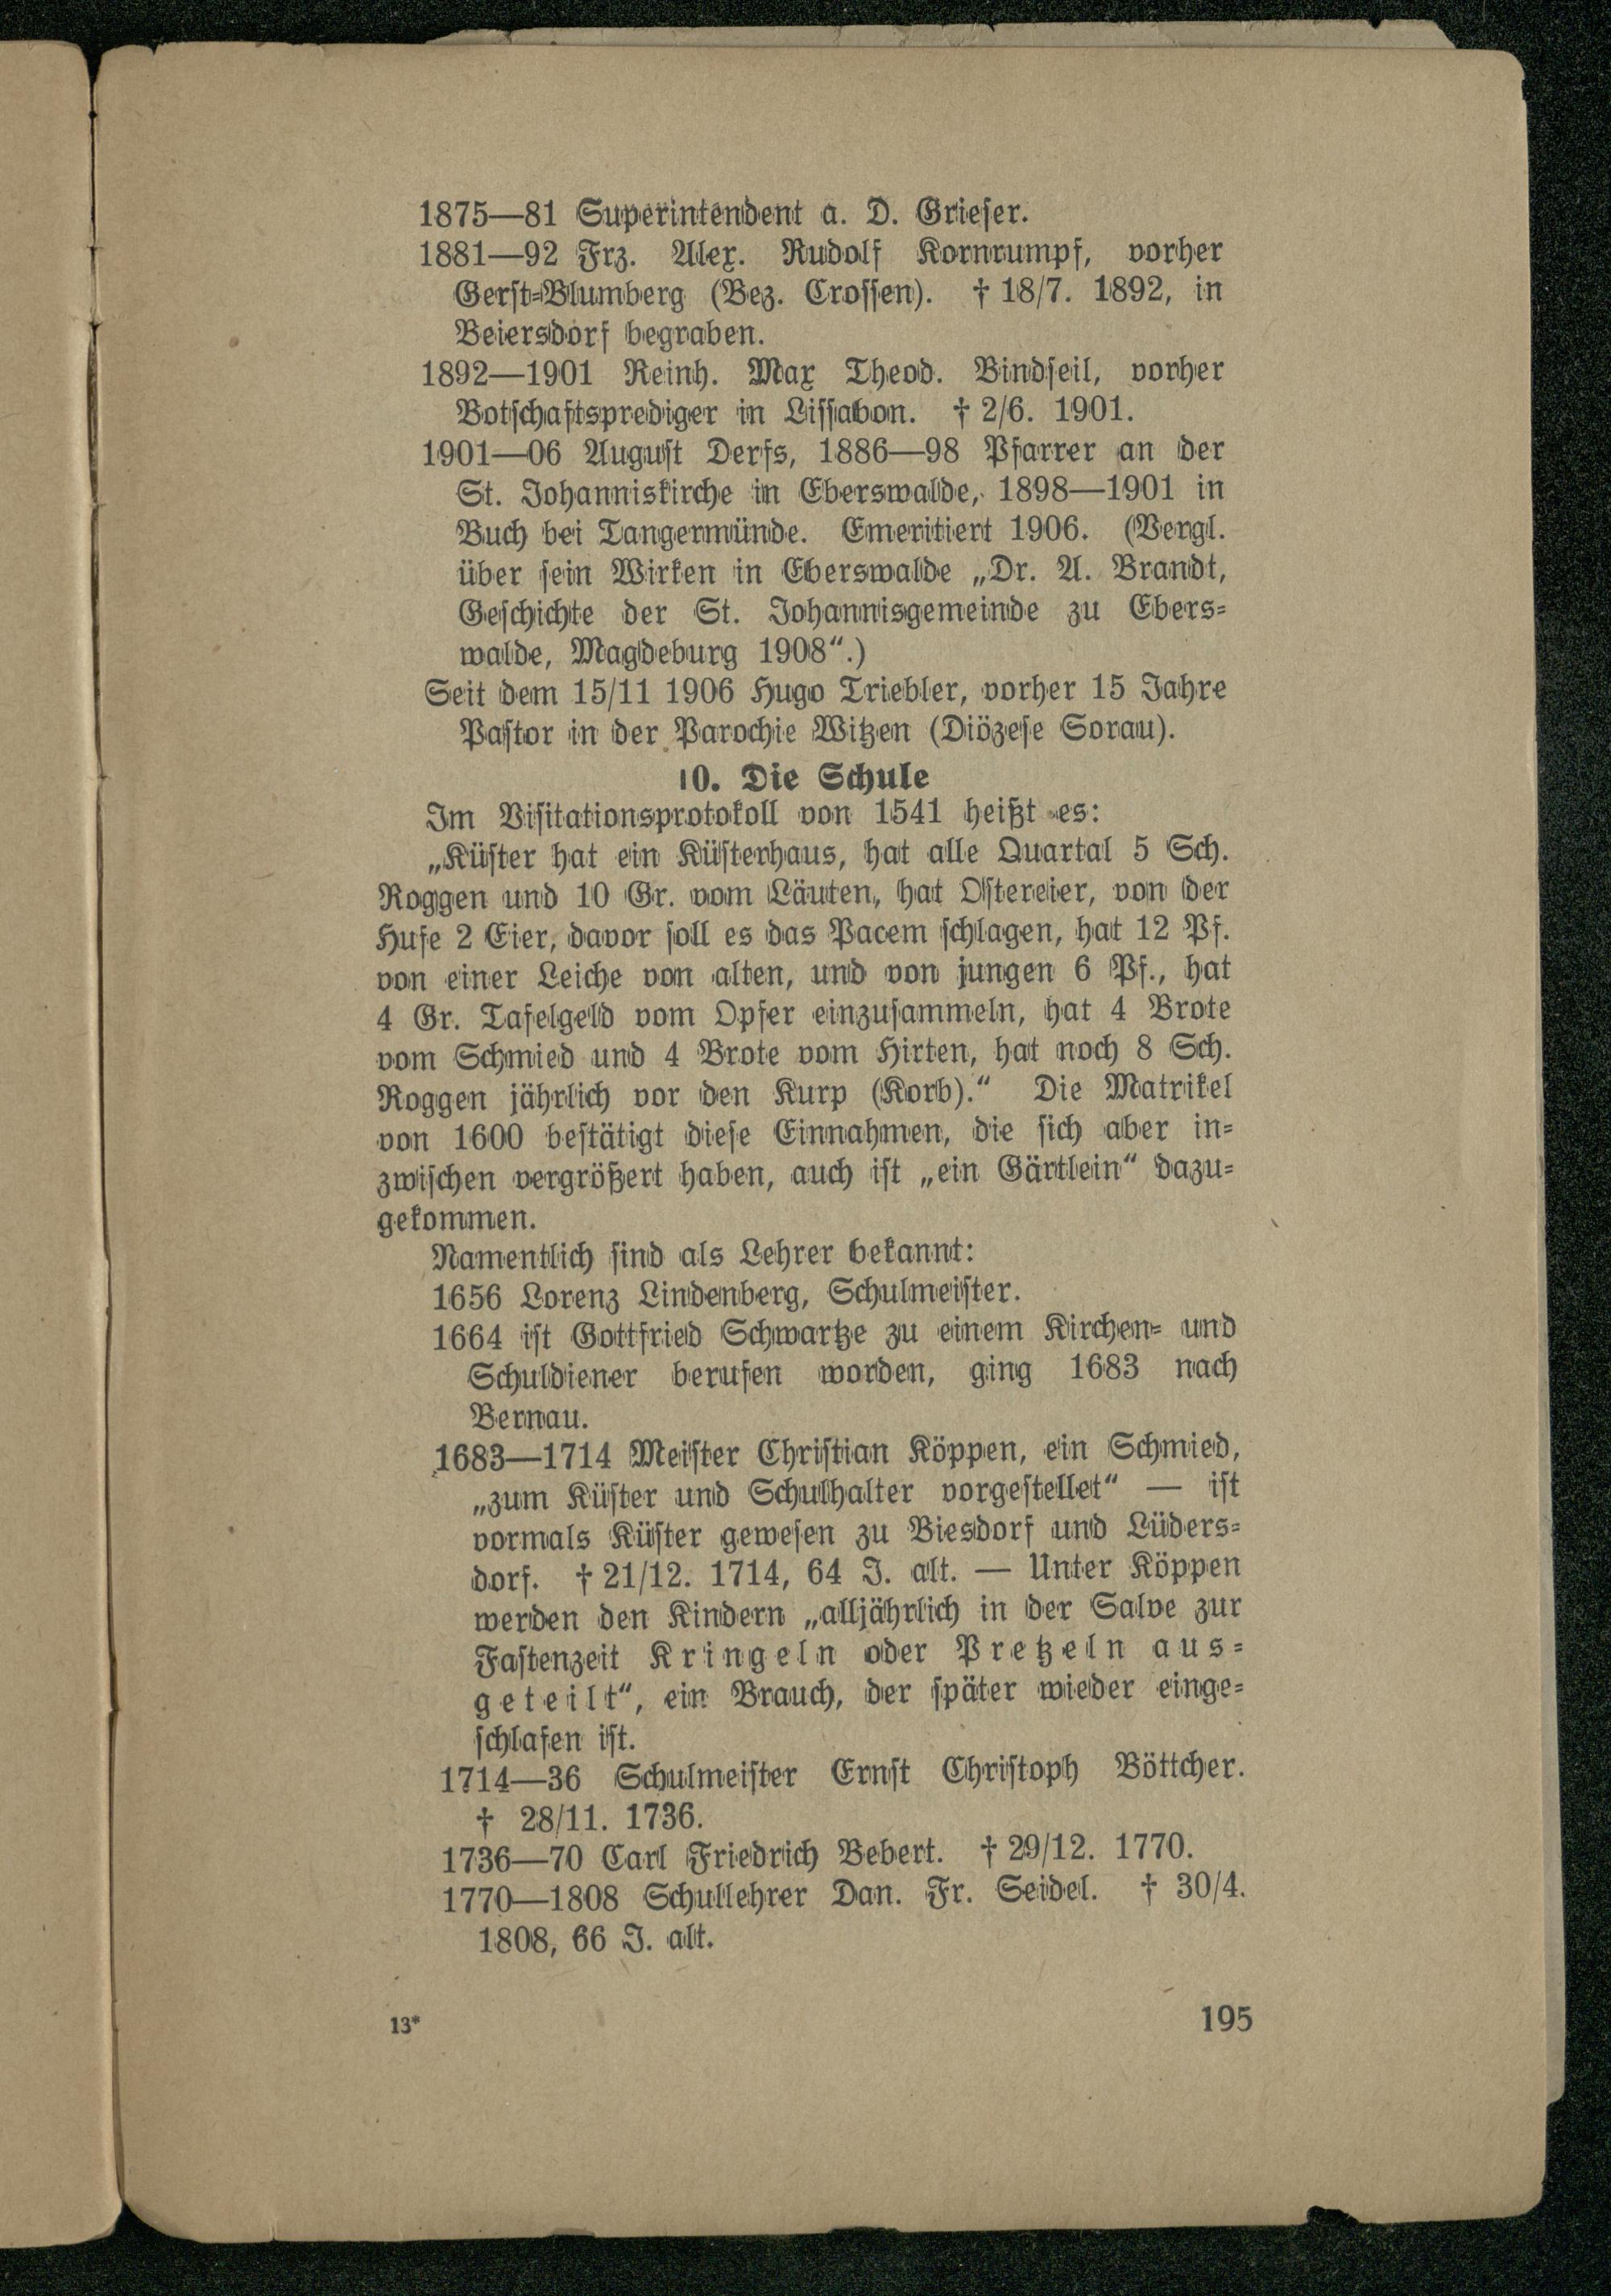 1875—81 Superintendent a. D. Grieser.
1881—92 Frz. Alex. Rudolf Kornrumpf, vorher
Gerst=Blumberg (Bez. Crossen). † 18/7. 1892, in
Beiersdorf begraben.
1892—1901 Reinh. Max Theod. Bindseil, vorher
Botschaftsprediger in Lissabon. † 2/6. 1901.
1901—06 August Derfs, 1886—98 Pfarrer an der
St. Johanniskirche in Eberswalde, 1898—1901 in
Buch bei Tangermünde. Emeritiert 1906. (Vergl.
über sein Wirken in Eberswalde „Dr. A. Brandt,
Geschichte der St. Johannisgemeinde zu Ebers=
walde, Magdeburg 1908“.)
Seit dem 15/11 1906 Hugo Triebler, vorher 15 Jahre
Pastor in der Parochie Witzen (Diözese Sorau).
10. Die Schule
Im Visitationsprotokoll von 1541 heißt es:
„Küster hat ein Küsterhaus, hat alle Quartal 5 Sch.
Roggen und 10 Gr. vom Läuten, hat Ostereier, von der
Hufe 2 Eier, davor soll es das Pacem schlagen, hat 12 Pf.
von einer Leiche von alten, und von jungen 6 Pf., hat
4 Gr. Tafelgeld vom Opfer einzusammeln, hat 4 Brote
vom Schmied und 4 Brote vom Hirten, hat noch 8 Sch.
Roggen jährlich vor den Kurp (Korb).“ Die Matrikel
von 1600 bestätigt diese Einnahmen, die sich aber in=
zwischen vergrößert haben, auch ist „ein Gärtlein“ dazu=
gekommen.
Namentlich sind als Lehrer bekannt:
1656 Lorenz Lindenberg, Schulmeister.
1664 ist Gottfried Schwartze zu einem Kirchen= und
Schuldiener berufen worden, ging 1683 nach
Bernau.
1683—1714 Meister Christian Köppen, ein Schmied,
„zum Küster und Schulhalter vorgestellet“ — ist
vormals Küster gewesen zu Biesdorf und Lüders=
dorf. † 21/12. 1714, 64 J. alt. — Unter Köppen
werden den Kindern „alljährlich in der Salve zur
Fastenzeit Kringeln oder Pretzeln aus=
geteilt“, ein Brauch, der später wieder einge=
schlafen ist.
1714—36 Schulmeister Ernst Christoph Böttcher.
† 28/11. 1736.
1736—70 Carl Friedrich Bebert. † 29/12. 1770.
1770—1808 Schullehrer Dan. Fr. Seidel. † 30/4.
1808, 66 J. alt.
13*
195